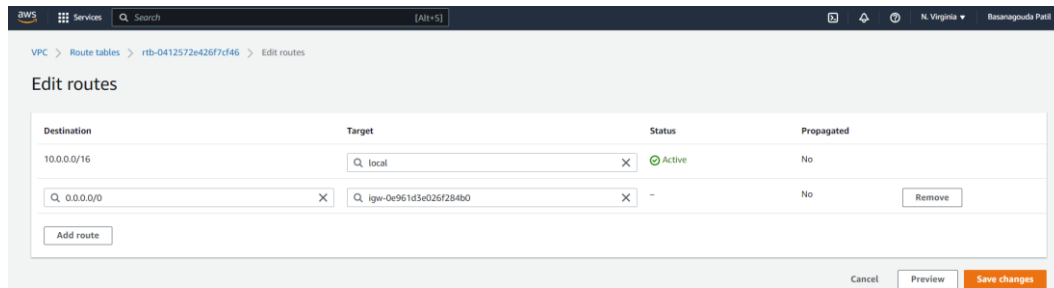 aws Services Search [Alt+S] N. Virginia Basanagouda Patil
VPC > Route tables > rtb-0412572e426f7cf46 > Edit routes
Edit routes
Destination Target Status Propagated
10.0.0.0/16 local Active No
0.0.0.0/0 igw-0e961d3e026f284b0 – No Remove
Add route
Cancel Preview Save changes